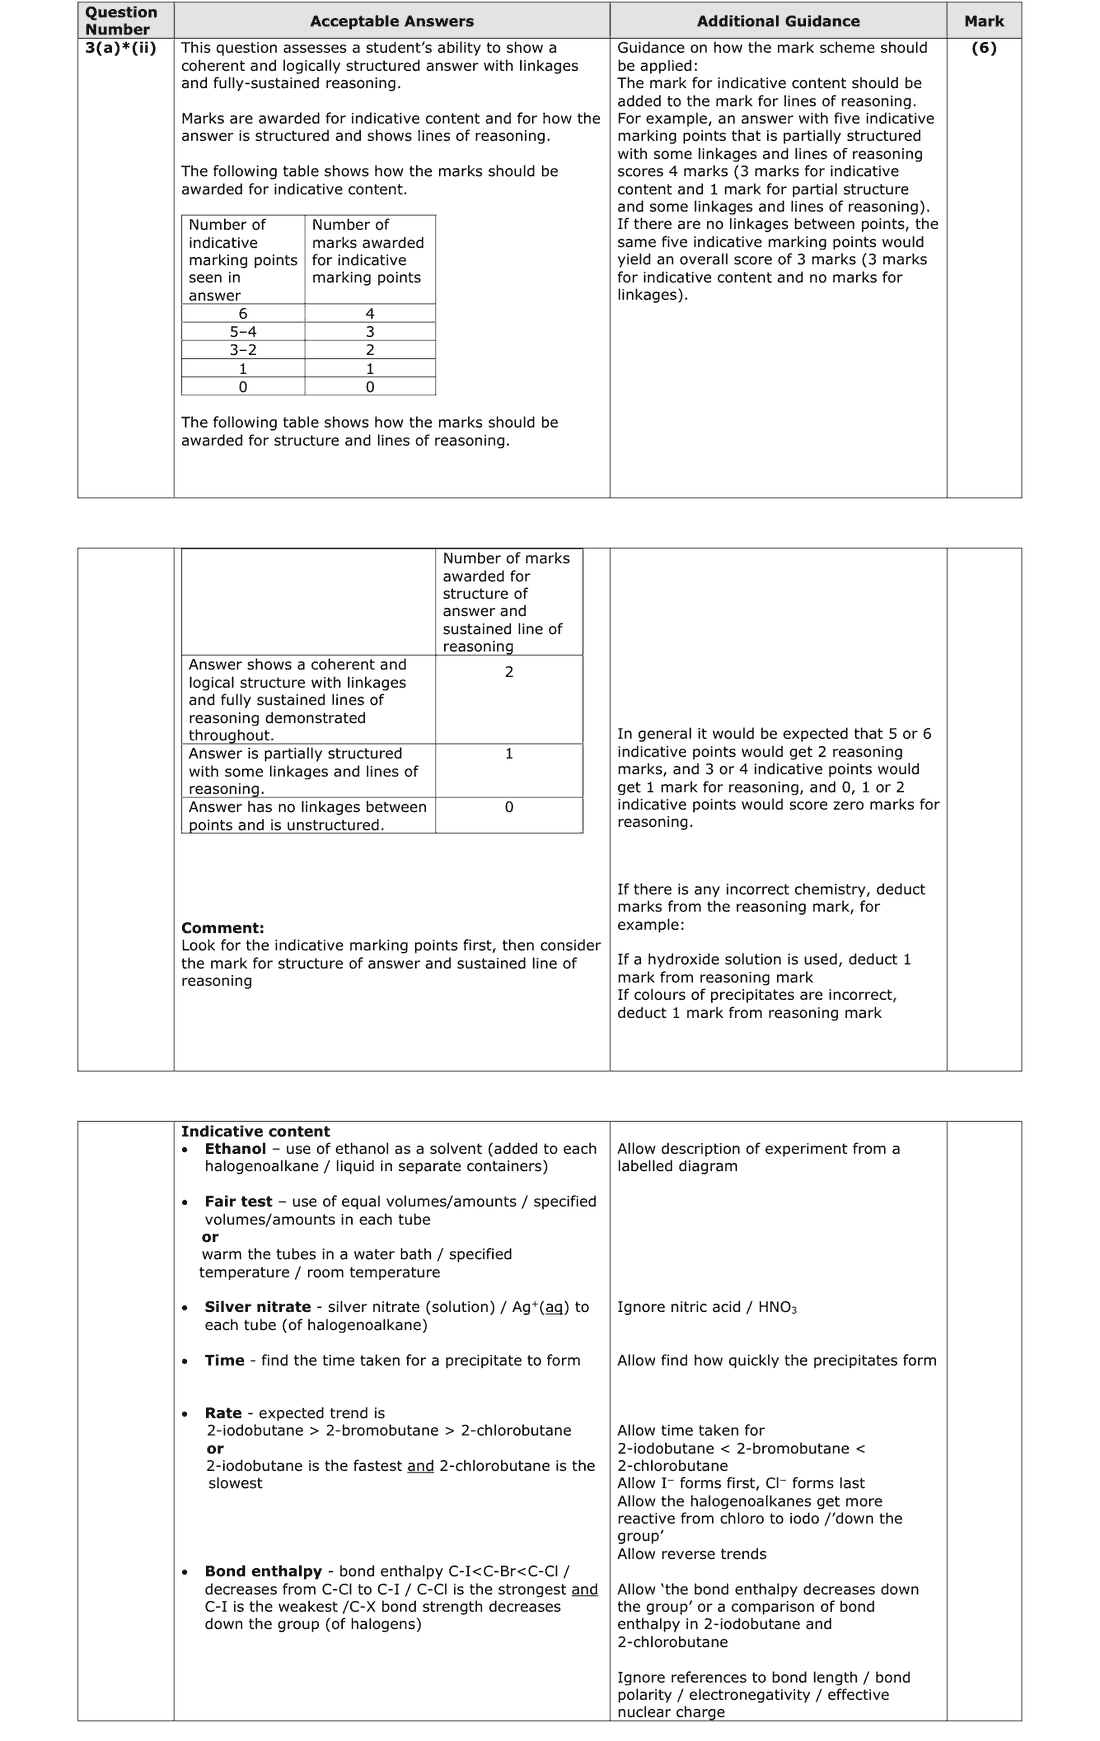 Question Number
Acceptable Answers
Additional Guidance
Mark
3(a)*(ii)
This question assesses a student's ability to show a
coherent and logically structured answer with linkages
and fully-sustained reasoning.
Marks are awarded for indicative content and for how the
answer is structured and shows lines of reasoning.
The following table shows how the marks should be
awarded for indicative content.
Number of
indicative
marking points
seen in
answer
Number of
marks awarded
for indicative
marking points
6 4
5–4 3
3–2 2
1 1
0 0
The following table shows how the marks should be
awarded for structure and lines of reasoning.
Guidance on how the mark scheme should
be applied:
The mark for indicative content should be
added to the mark for lines of reasoning.
For example, an answer with five indicative
marking points that is partially structured
with some linkages and lines of reasoning
scores 4 marks (3 marks for indicative
content and 1 mark for partial structure
and some linkages and lines of reasoning).
If there are no linkages between points, the
same five indicative marking points would
yield an overall score of 3 marks (3 marks
for indicative content and no marks for
linkages).
(6)
Number of marks
awarded for
structure of
answer and
sustained line of
reasoning
Answer shows a coherent and
logical structure with linkages
and fully sustained lines of
reasoning demonstrated
throughout.
2
Answer is partially structured
with some linkages and lines of
reasoning.
1
Answer has no linkages between
points and is unstructured.
0
Comment:
Look for the indicative marking points first, then consider
the mark for structure of answer and sustained line of
reasoning
In general it would be expected that 5 or 6
indicative points would get 2 reasoning
marks, and 3 or 4 indicative points would
get 1 mark for reasoning, and 0, 1 or 2
indicative points would score zero marks for
reasoning.
If there is any incorrect chemistry, deduct
marks from the reasoning mark, for
example:
If a hydroxide solution is used, deduct 1
mark from reasoning mark
If colours of precipitates are incorrect,
deduct 1 mark from reasoning mark
Indicative content
• Ethanol – use of ethanol as a solvent (added to each
halogenoalkane / liquid in separate containers)
• Fair test – use of equal volumes/amounts / specified
volumes/amounts in each tube
or
warm the tubes in a water bath / specified
temperature / room temperature
• Silver nitrate - silver nitrate (solution) / Ag⁺(aq) to
each tube (of halogenoalkane)
• Time - find the time taken for a precipitate to form
• Rate - expected trend is
2-iodobutane > 2-bromobutane > 2-chlorobutane
or
2-iodobutane is the fastest and 2-chlorobutane is the
slowest
• Bond enthalpy - bond enthalpy C-I<C-Br<C-Cl /
decreases from C-Cl to C-I / C-Cl is the strongest and
C-I is the weakest /C-X bond strength decreases
down the group (of halogens)
Allow description of experiment from a
labelled diagram
Ignore nitric acid / HNO₃
Allow find how quickly the precipitates form
Allow time taken for
2-iodobutane < 2-bromobutane <
2-chlorobutane
Allow I⁻ forms first, Cl⁻ forms last
Allow the halogenoalkanes get more
reactive from chloro to iodo /'down the
group'
Allow reverse trends
Allow 'the bond enthalpy decreases down
the group' or a comparison of bond
enthalpy in 2-iodobutane and
2-chlorobutane
Ignore references to bond length / bond
polarity / electronegativity / effective
nuclear charge